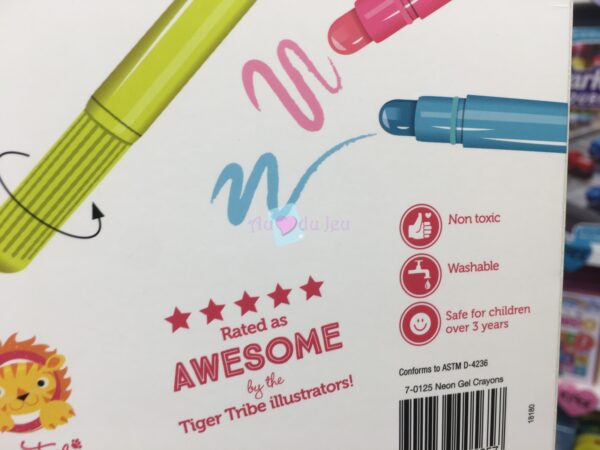 Non toxic
Au du Jeu
Washable
Safe for children
over 3 years
Rated as
AWESOME
by the
Tiger Tribe illustrators!
Conforms to ASTM D-4236
7-0125 Neon Gel Crayons
18180